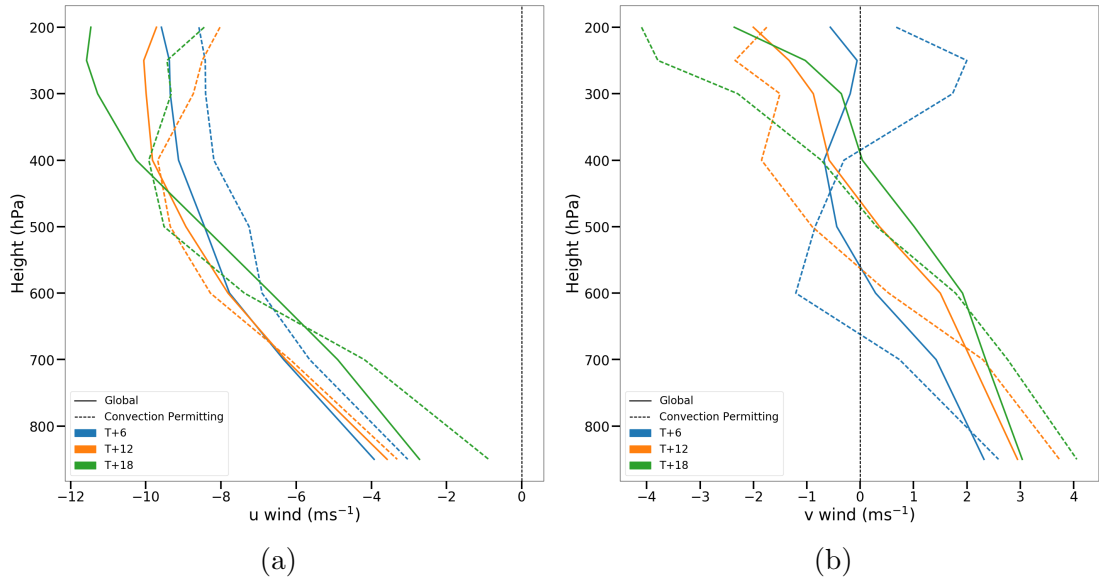 200
300
400
500
600
700
800
Height (hPa)
Global
Convection Permitting
T+6
T+12
T+18
−12 −10 −8 −6 −4 −2 0
u wind (ms⁻¹)
(a)
200
300
400
500
600
700
800
Height (hPa)
Global
Convection Permitting
T+6
T+12
T+18
−4 −3 −2 −1 0 1 2 3 4
v wind (ms⁻¹)
(b)